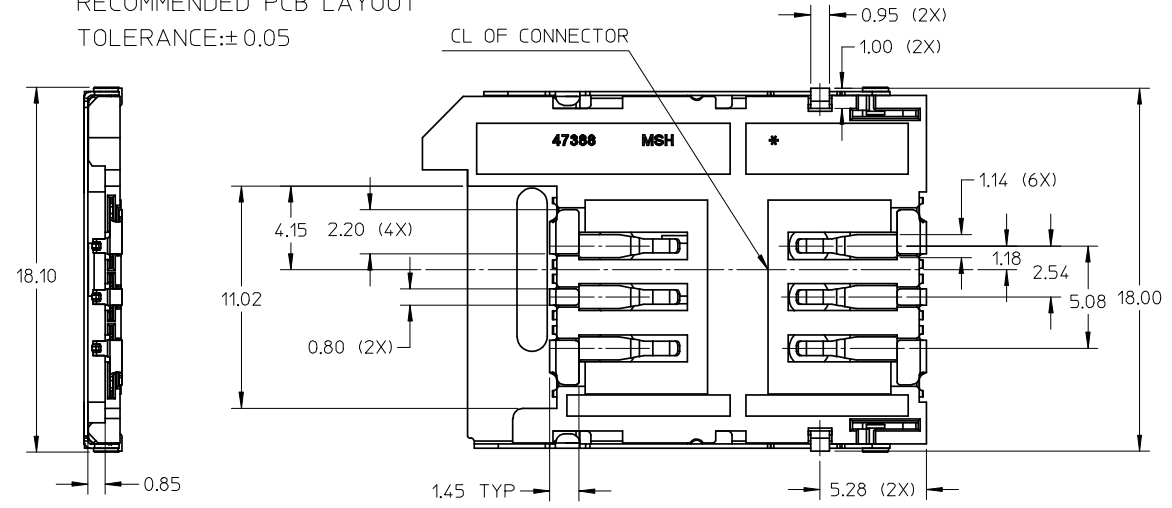 RECOMMENDED PCB LAYOUT
TOLERANCE:± 0.05
CL OF CONNECTOR
0.95 (2X)
1.00 (2X)
47388 MSH *
1.14 (6X)
4.15
2.20 (4X)
1.18
2.54
18.10
11.02
5.08
18.00
0.80 (2X)
0.85
1.45 TYP
5.28 (2X)